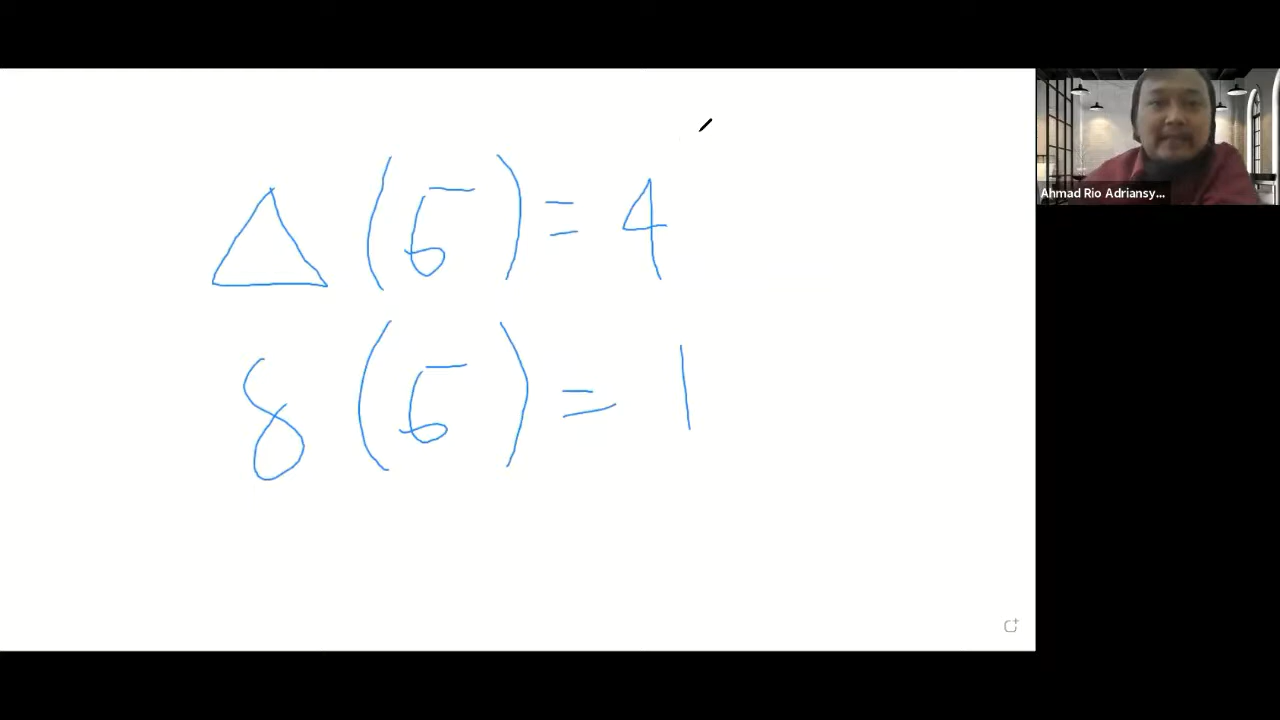 Δ (G) = 4
δ (G) = 1
Ahmad Rio Adriansy...